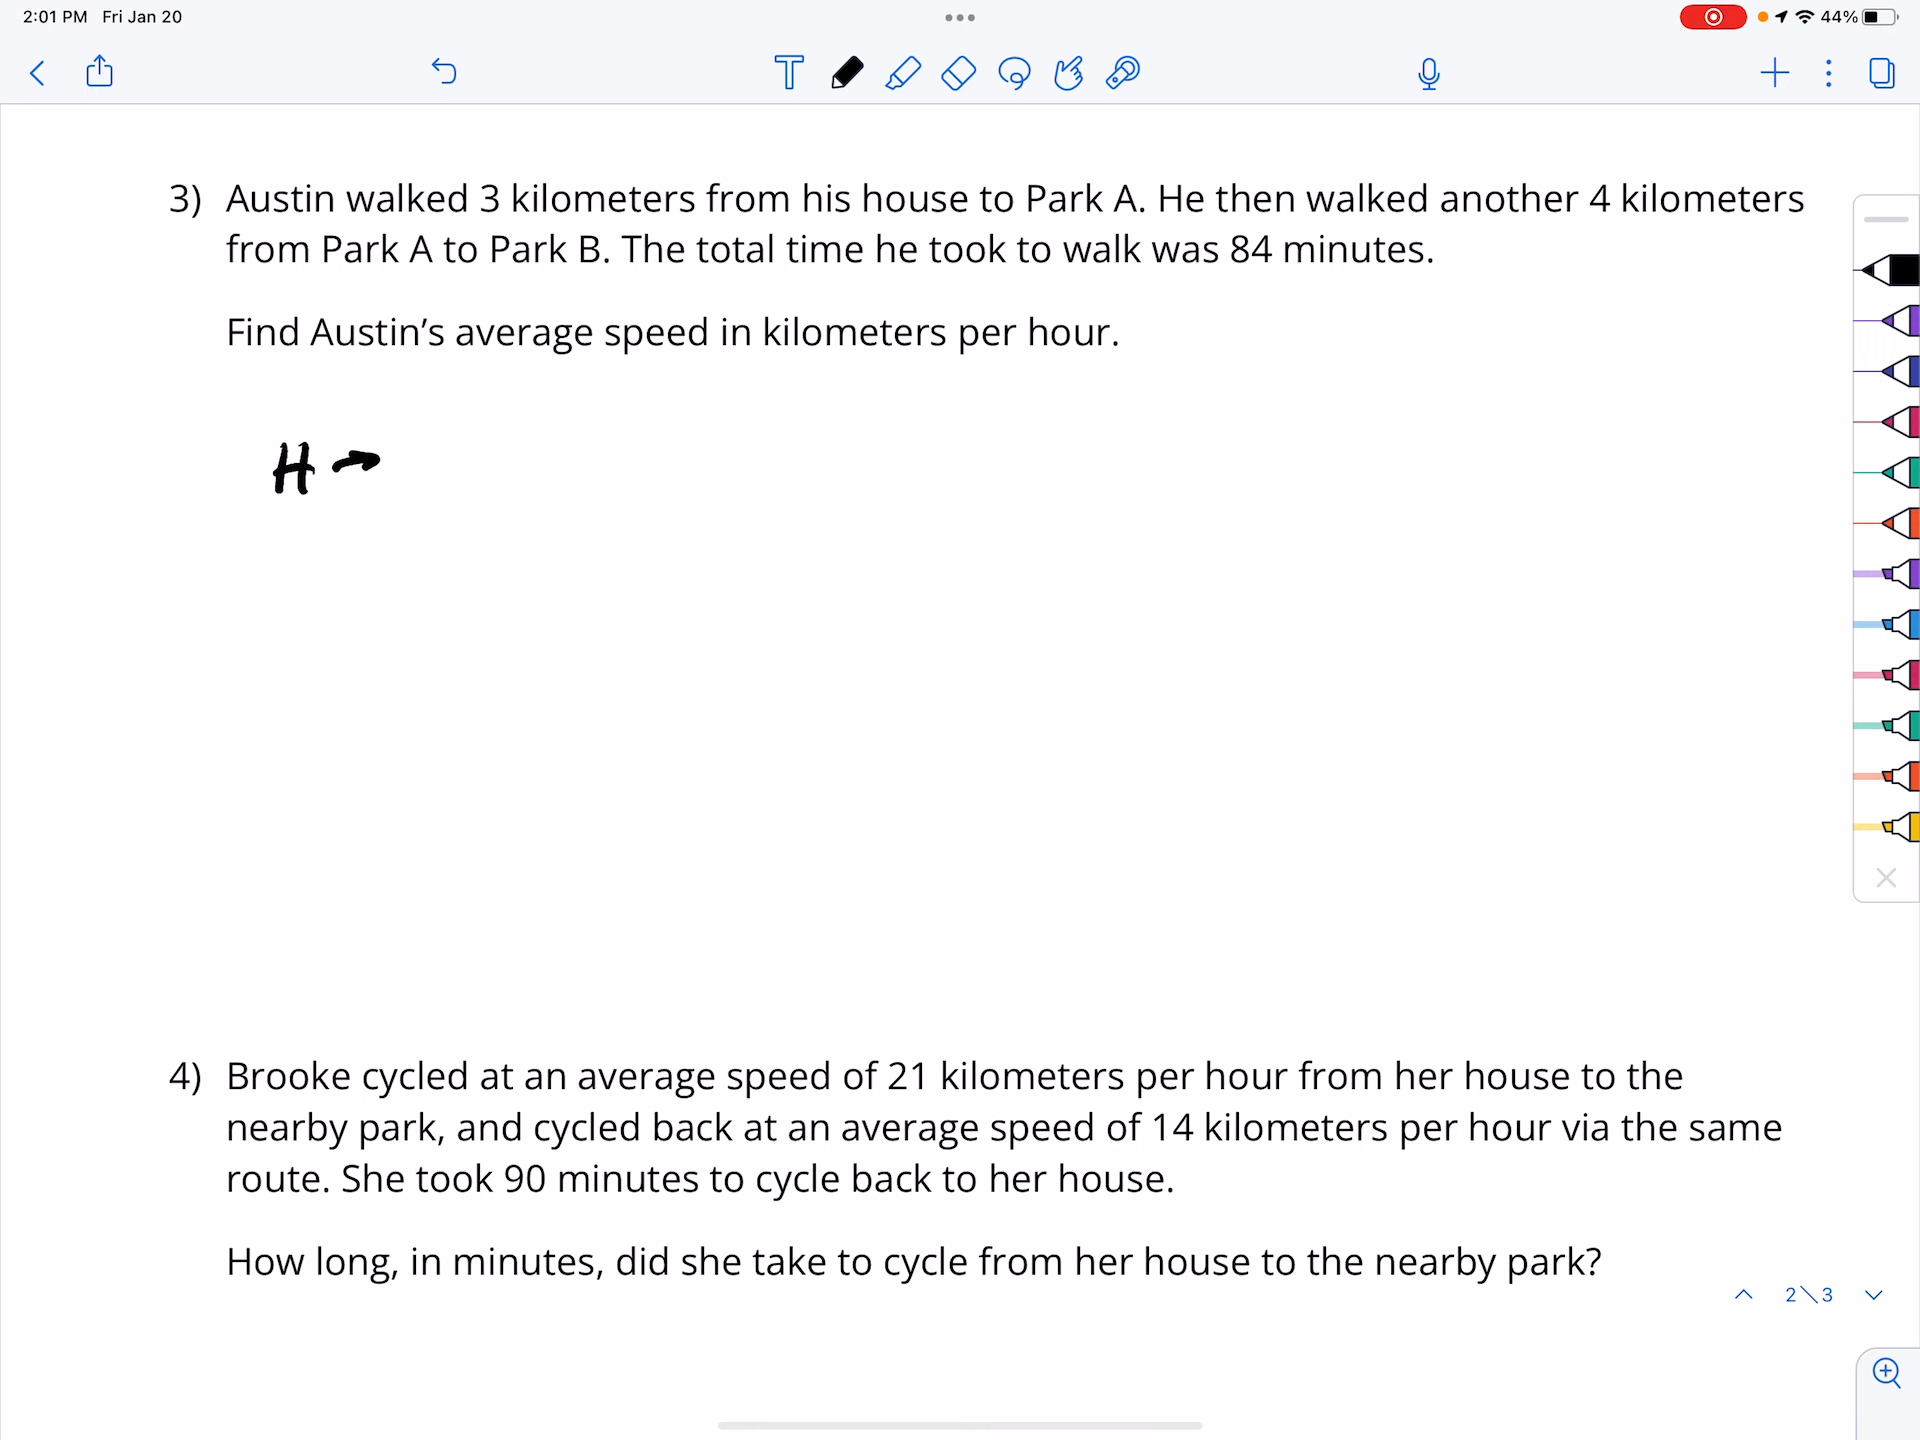 2:01 PM Fri Jan 20
44%
3) Austin walked 3 kilometers from his house to Park A. He then walked another 4 kilometers
from Park A to Park B. The total time he took to walk was 84 minutes.
Find Austin’s average speed in kilometers per hour.
H →
4) Brooke cycled at an average speed of 21 kilometers per hour from her house to the
nearby park, and cycled back at an average speed of 14 kilometers per hour via the same
route. She took 90 minutes to cycle back to her house.
How long, in minutes, did she take to cycle from her house to the nearby park?
2\3